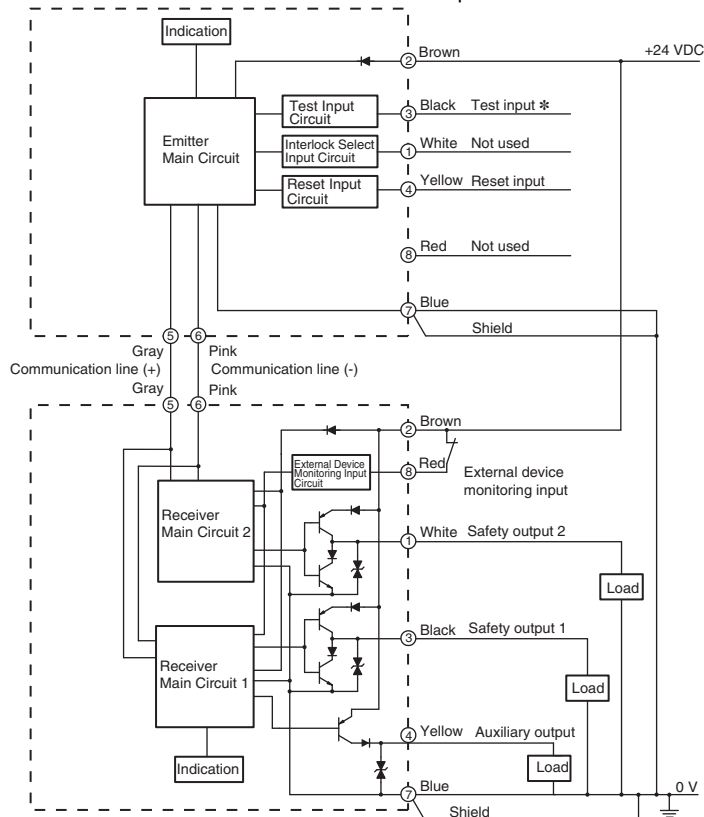 Indication
2 Brown
+24 VDC
Emitter
Main Circuit
Test Input
Circuit
3 Black Test input *
Interlock Select
Input Circuit
1 White Not used
Reset Input
Circuit
4 Yellow Reset input
8 Red Not used
7 Blue
Shield
5 6
Gray Pink
Communication line (+) Communication line (-)
Gray Pink
5 6
2 Brown
External Device
Monitoring Input
Circuit
8 Red
External device
monitoring input
Receiver
Main Circuit 2
1 White Safety output 2
Load
3 Black Safety output 1
Receiver
Main Circuit 1
Load
4 Yellow Auxiliary output
Indication
Load
7 Blue
0 V
Shield